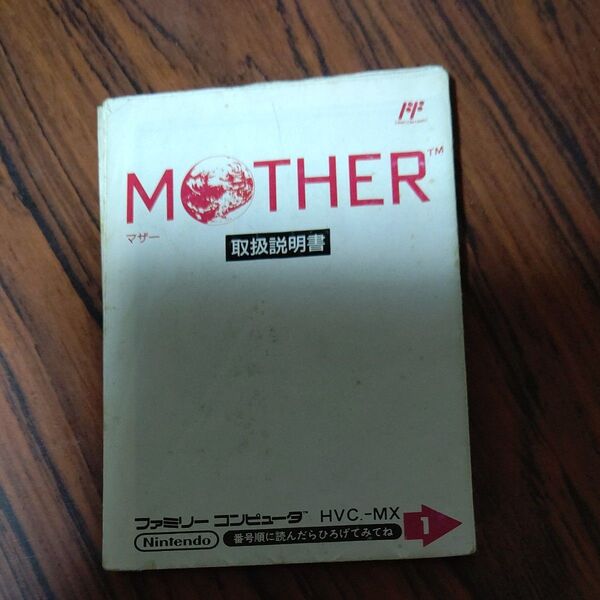 MOTHER™
マザー
取扱説明書
ファミリー コンピュータ™ HVC.-MX
Nintendo 番号順に読んだらひろげてみてね 1